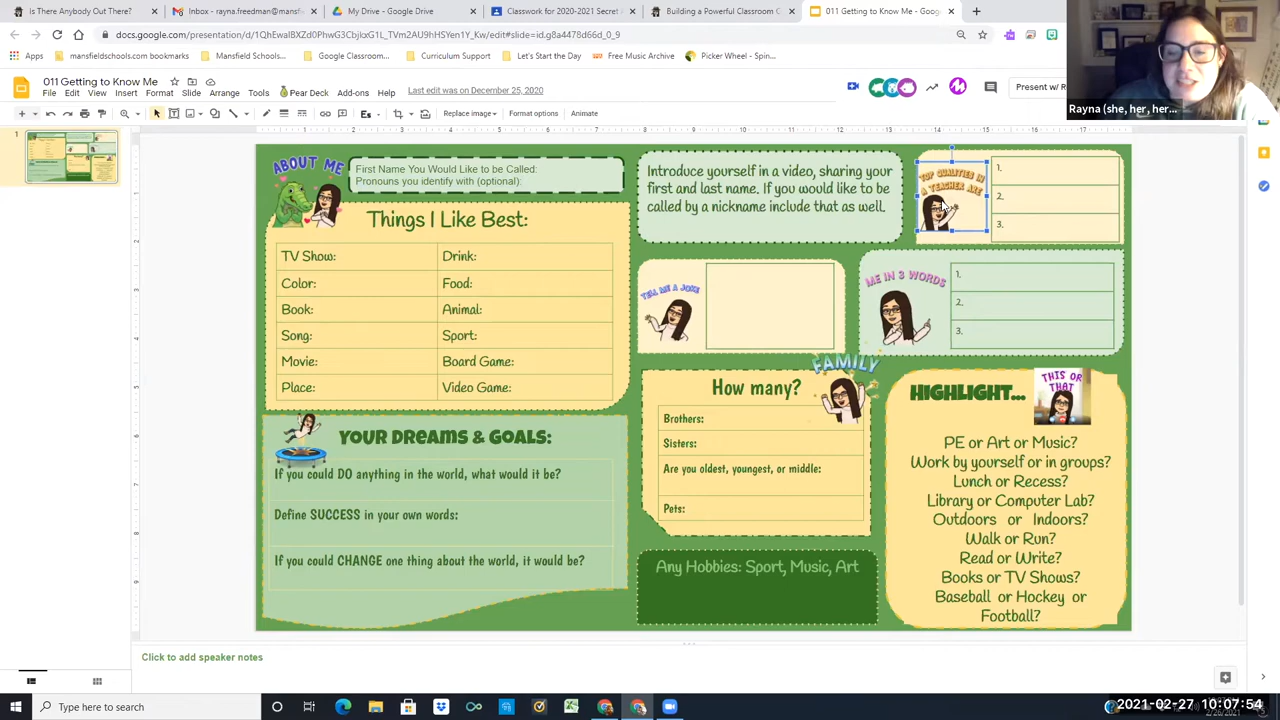 Is There Anybody Out There?
Inbox - rayna.freedman@mansf
My Drive - Google Drive
Classwork for 2020-2021 Secret
Building a Powerful Classroom C
011 Getting to Know Me - Goog
docs.google.com/presentation/d/
Apps
mansfieldschools.com bookmarks
Mansfield Schools...
Google Classroom...
Curriculum Support
Let's Start the Day
Free Music Archive
Picker Wheel - Spin...
011 Getting to Know Me
File Edit View Insert Format Slide Arrange Tools Pear Deck Add-ons Help
Last edit was on December 25, 2020
Present w/ R
Replace image
Format options
Animate
Rayna (she, her, her...
1
ABOUT ME
First Name You Would Like to be Called:
Pronouns you identify with (optional):
Things I Like Best:
TV Show: Drink:
Color: Food:
Book: Animal:
Song: Sport:
Movie: Board Game:
Place: Video Game:
YOUR DREAMS & GOALS:
If you could DO anything in the world, what would it be?
Define SUCCESS in your own words:
If you could CHANGE one thing about the world, it would be?
Introduce yourself in a video, sharing your
first and last name. If you would like to be
called by a nickname include that as well.
TOP QUALITIES IN
A TEACHER ARE
1.
2.
3.
TELL ME A JOKE
ME IN 3 WORDS
1.
2.
3.
FAMILY
How many?
Brothers:
Sisters:
Are you oldest, youngest, or middle:
Pets:
Any Hobbies: Sport, Music, Art
HIGHLIGHT...
THIS OR
THAT
PE or Art or Music?
Work by yourself or in groups?
Lunch or Recess?
Library or Computer Lab?
Outdoors or Indoors?
Walk or Run?
Read or Write?
Books or TV Shows?
Baseball or Hockey or
Football?
Click to add speaker notes
Type here to search
2021-02-27 10:07:54